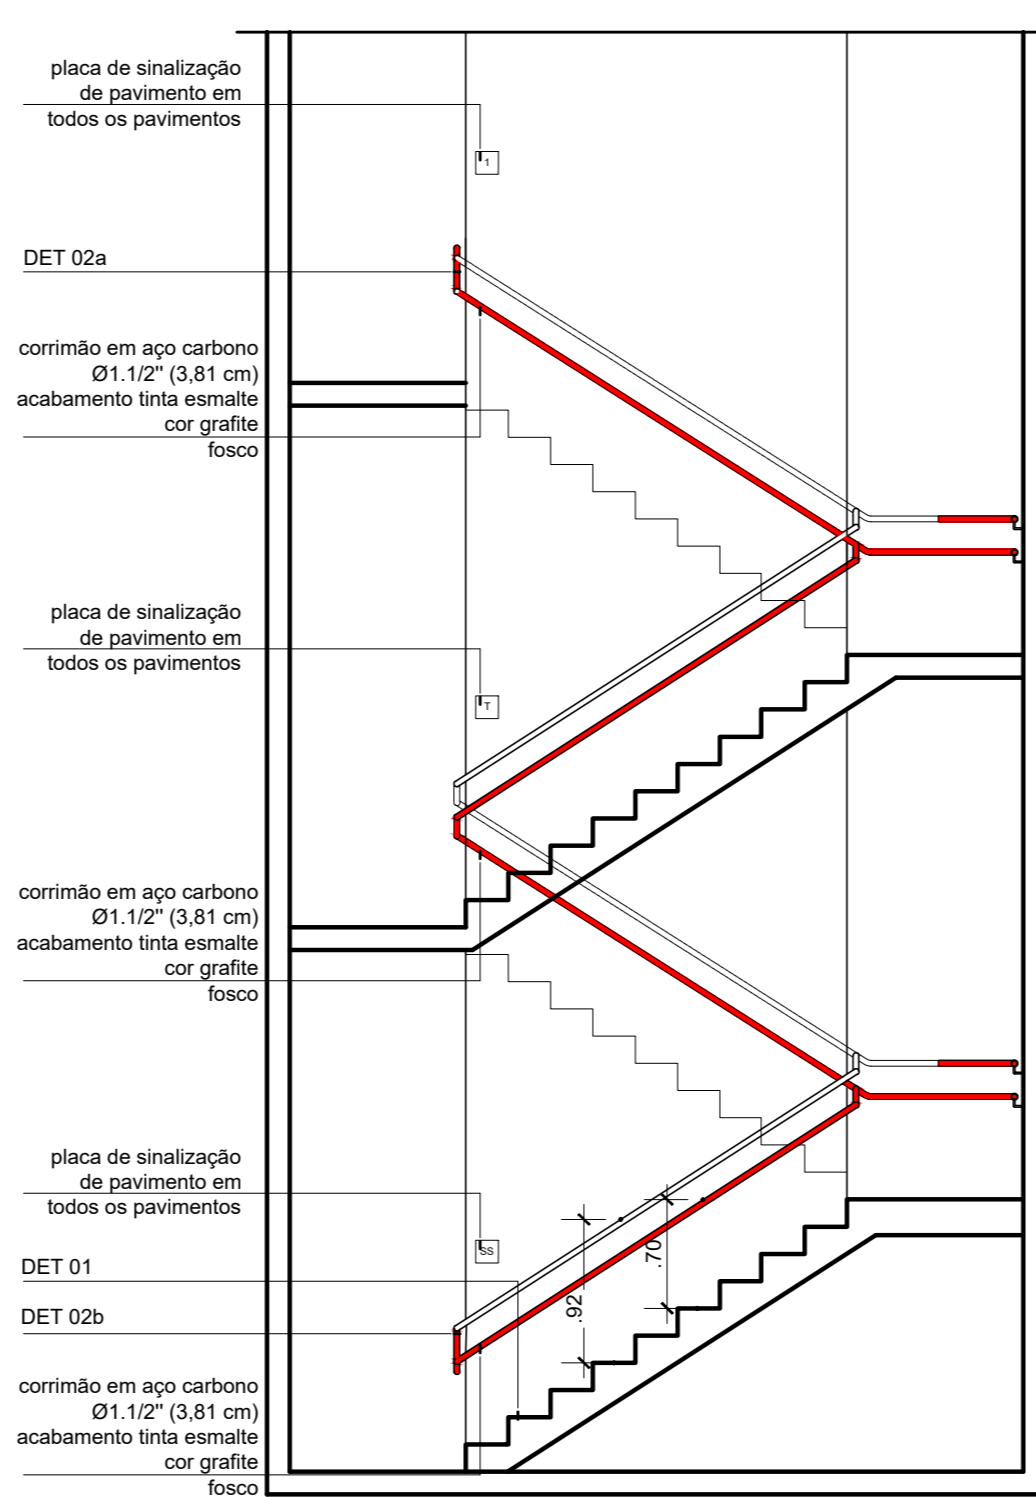 placa de sinalização
de pavimento em
todos os pavimentos
1
DET 02a
corrimão em aço carbono
Ø1.1/2" (3,81 cm)
acabamento tinta esmalte
cor grafite
fosco
placa de sinalização
de pavimento em
todos os pavimentos
T
corrimão em aço carbono
Ø1.1/2" (3,81 cm)
acabamento tinta esmalte
cor grafite
fosco
placa de sinalização
de pavimento em
todos os pavimentos
SS
DET 01
DET 02b
.92
.70
corrimão em aço carbono
Ø1.1/2" (3,81 cm)
acabamento tinta esmalte
cor grafite
fosco